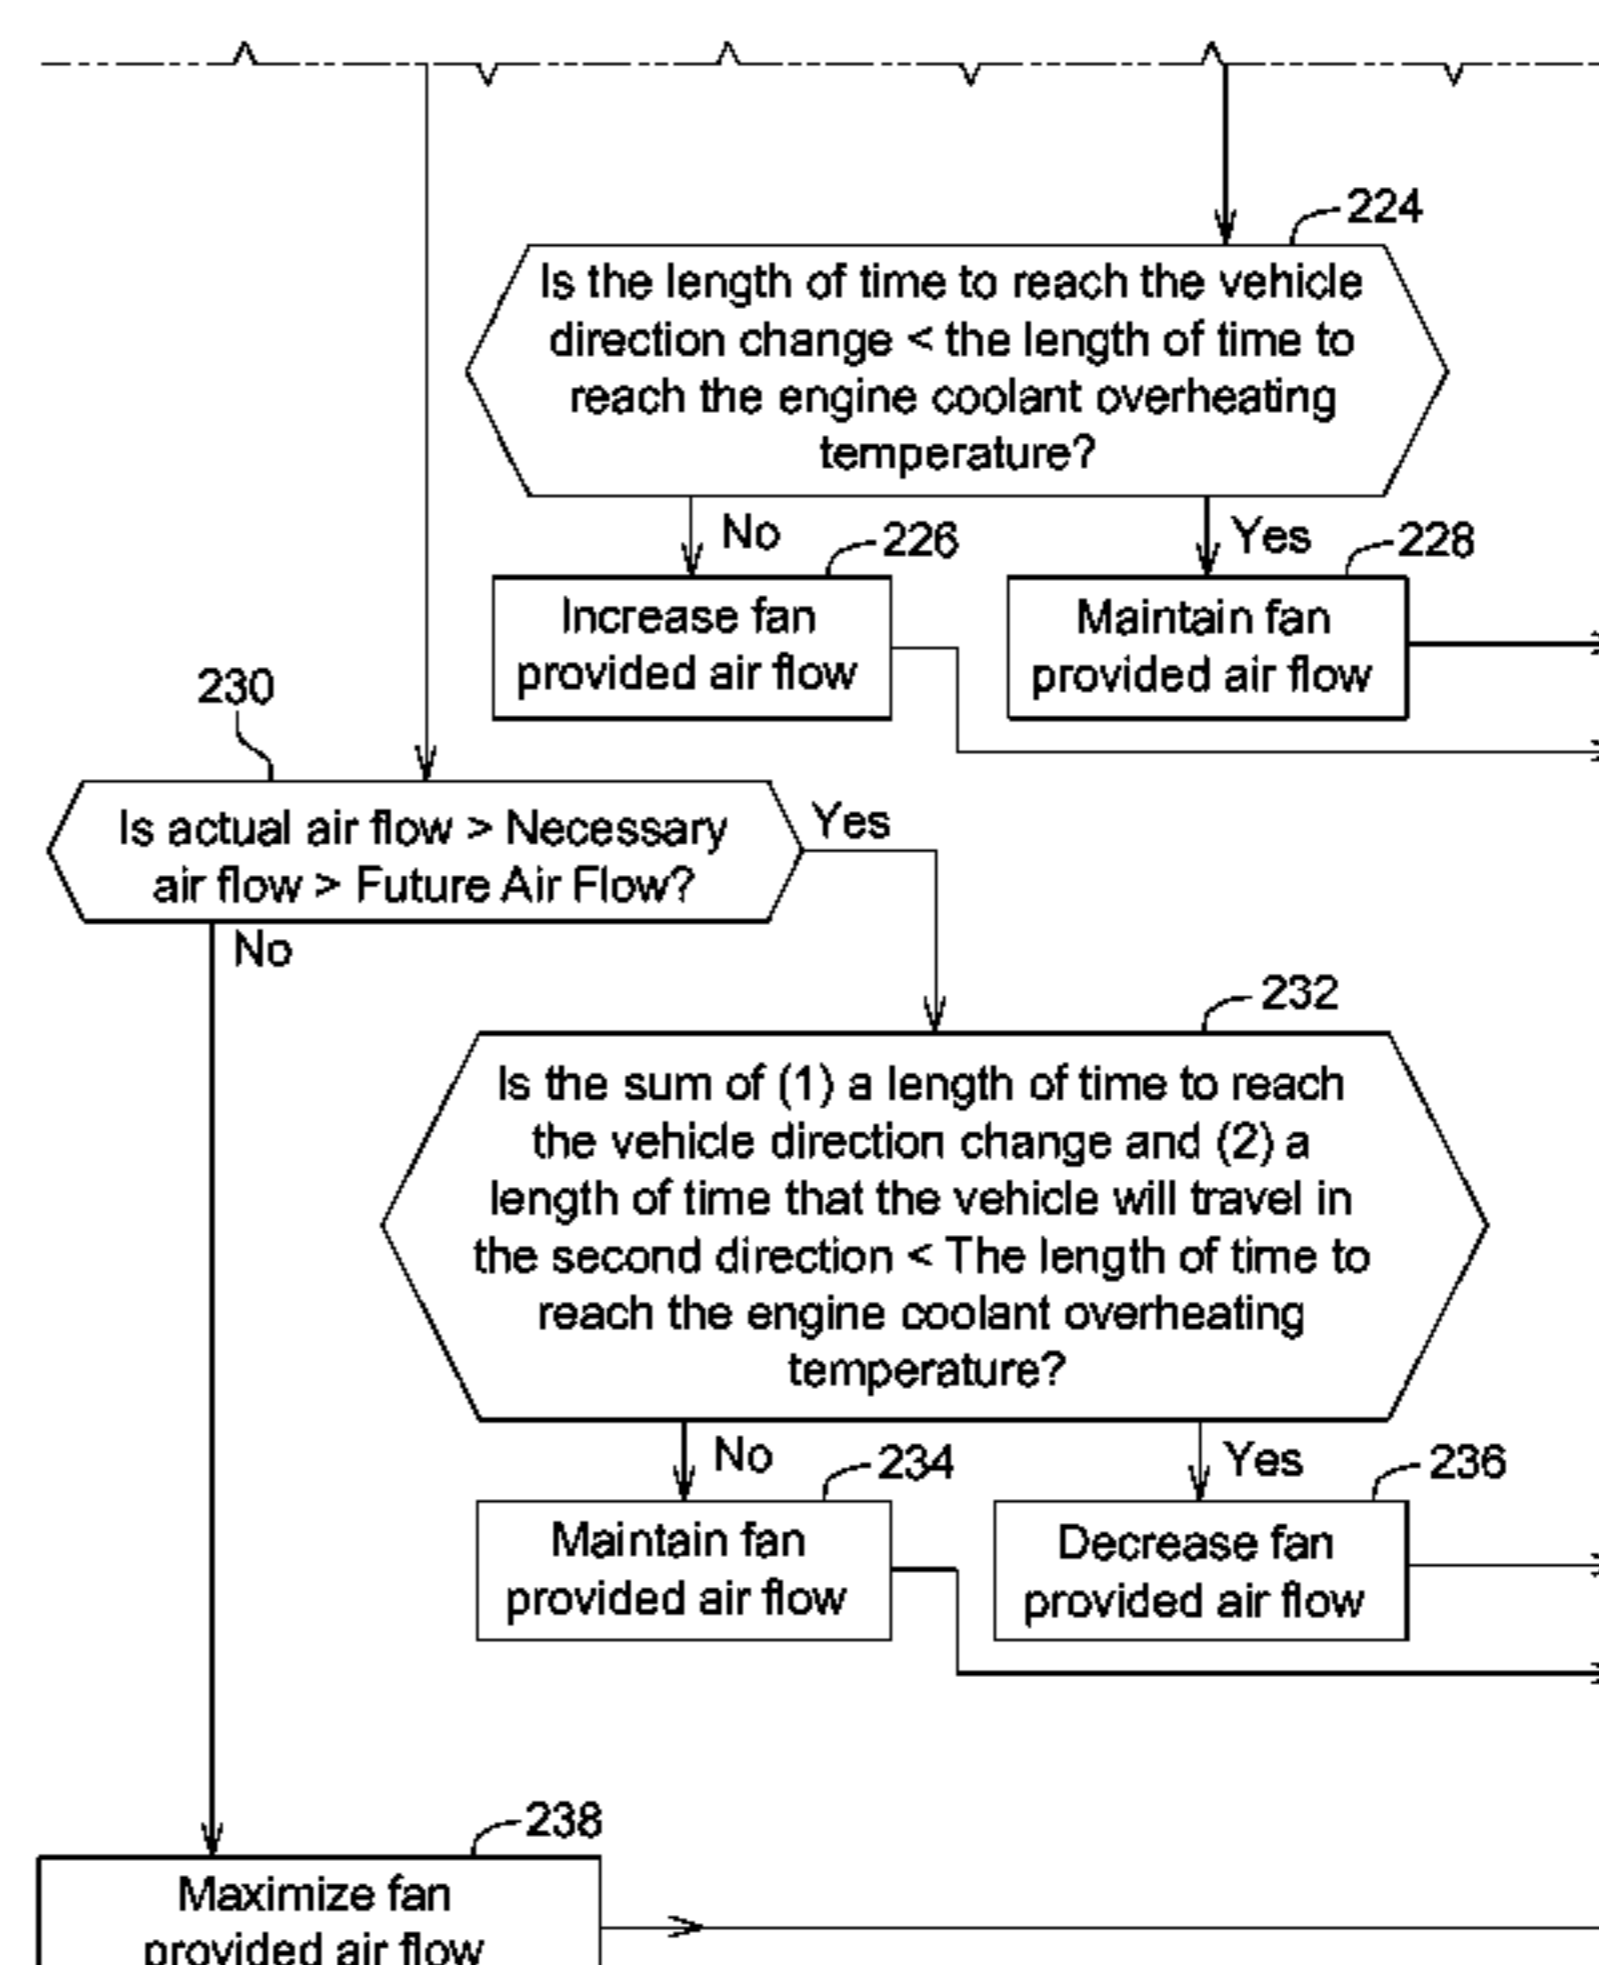 224
Is the length of time to reach the vehicle
direction change < the length of time to
reach the engine coolant overheating
temperature?
No
226
Yes
228
Increase fan
provided air flow
Maintain fan
provided air flow
230
Is actual air flow > Necessary
air flow > Future Air Flow?
Yes
No
232
Is the sum of (1) a length of time to reach
the vehicle direction change and (2) a
length of time that the vehicle will travel in
the second direction < The length of time to
reach the engine coolant overheating
temperature?
No
234
Yes
236
Maintain fan
provided air flow
Decrease fan
provided air flow
238
Maximize fan
provided air flow